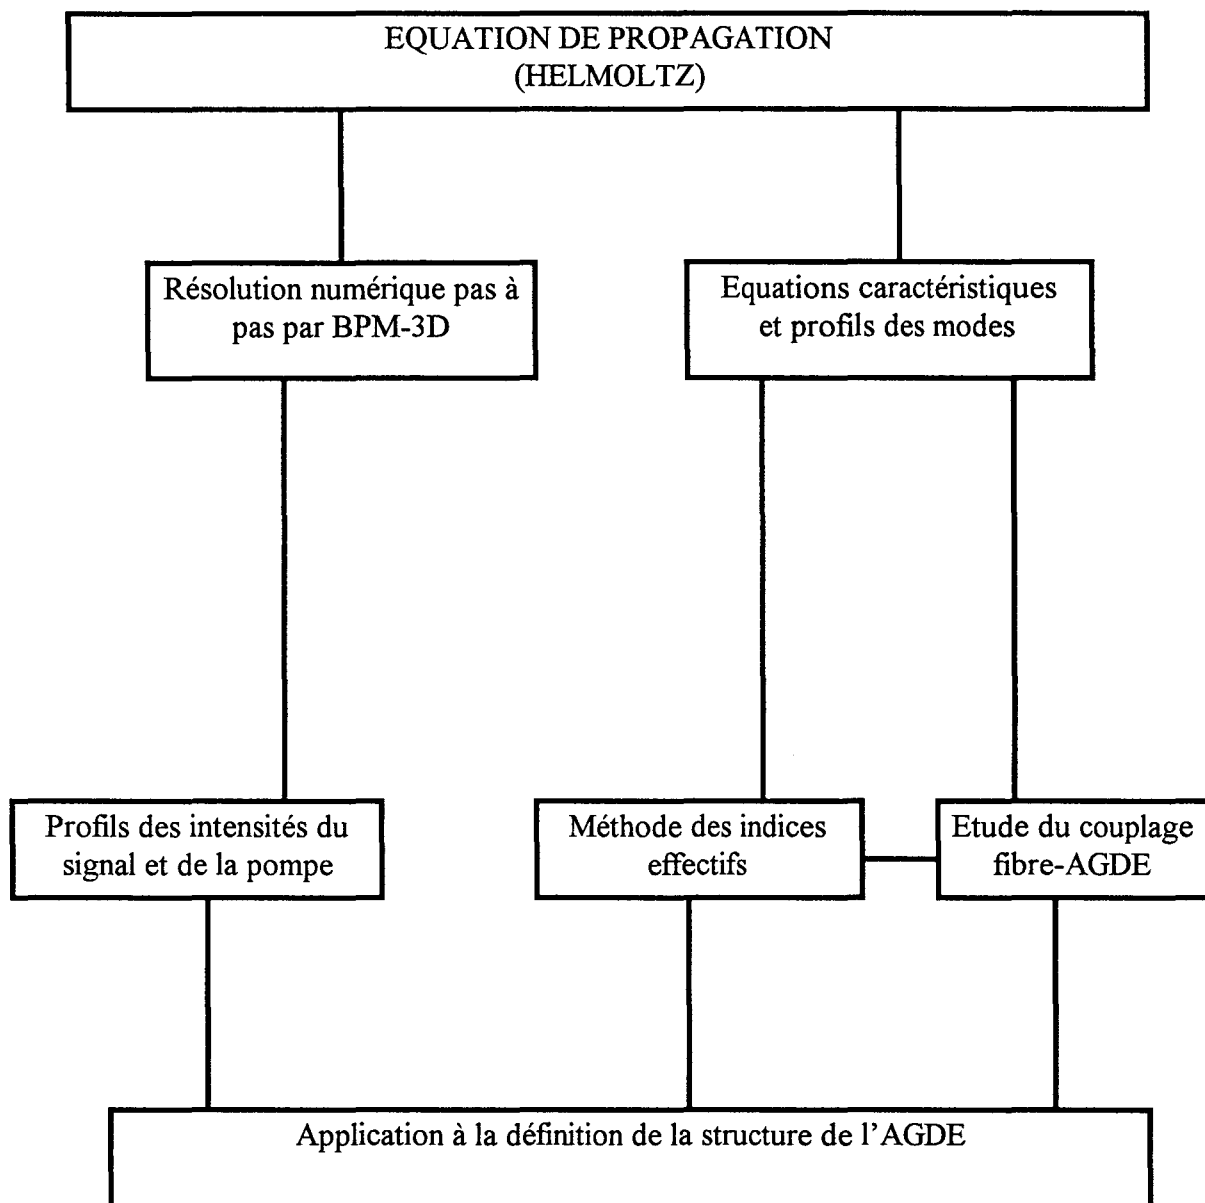 EQUATION DE PROPAGATION
(HELMOLTZ)
Résolution numérique pas à
pas par BPM-3D
Equations caractéristiques
et profils des modes
Profils des intensités du
signal et de la pompe
Méthode des indices
effectifs
Etude du couplage
fibre-AGDE
Application à la définition de la structure de l'AGDE